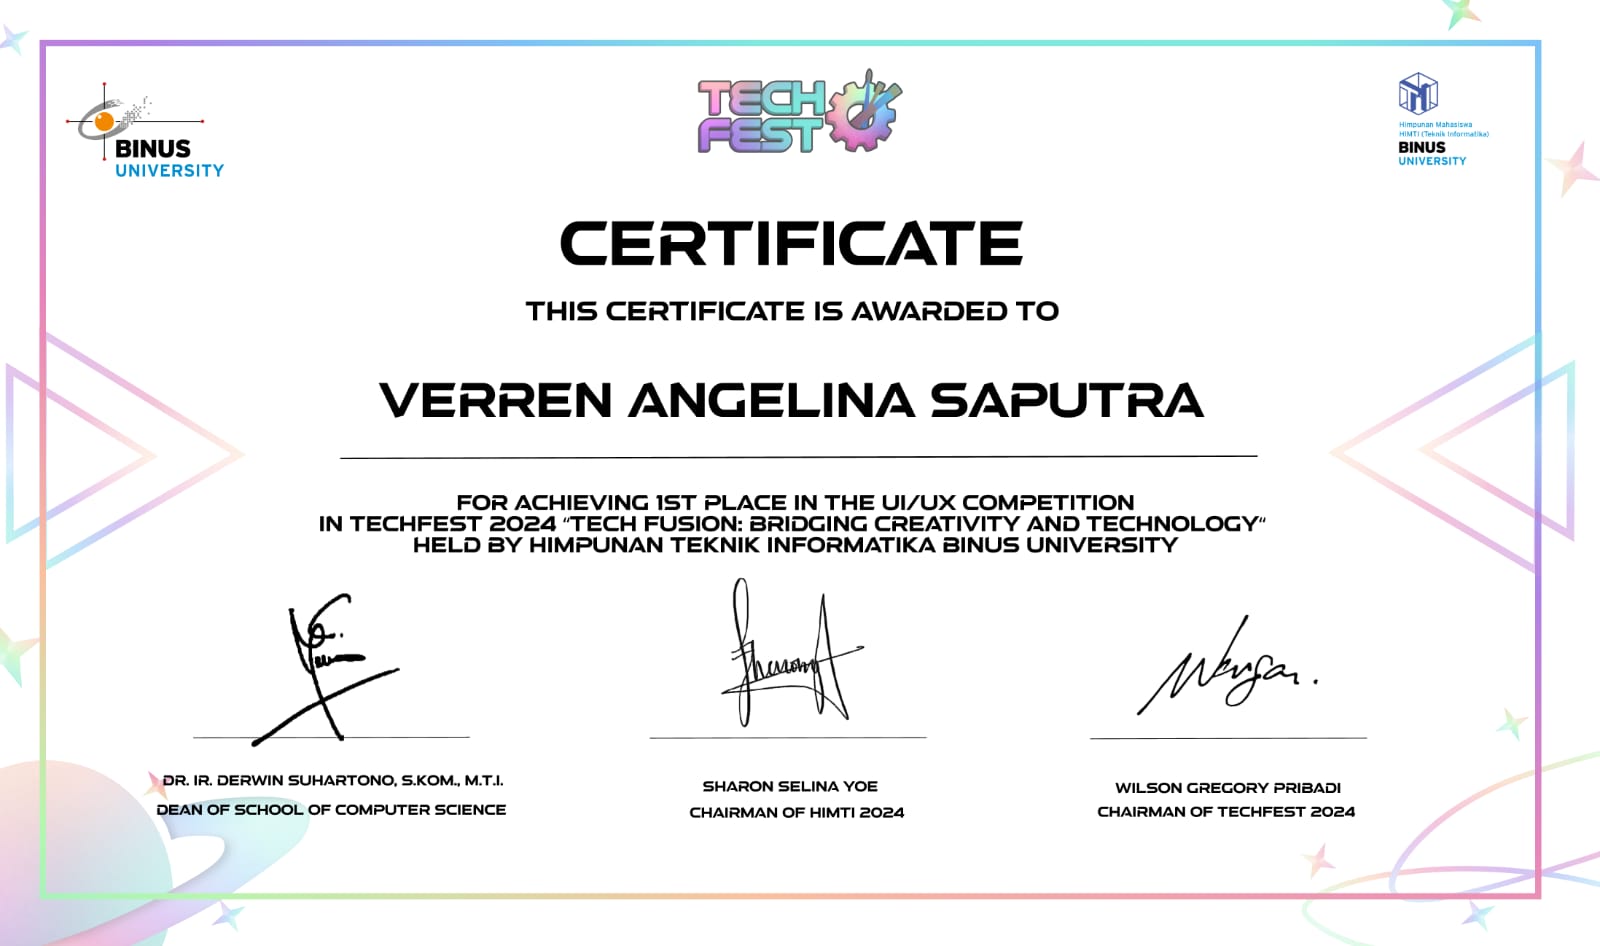 BINUS
UNIVERSITY
TECH
FEST
Himpunan Mahasiswa
HIMTI (Teknik Informatika)
BINUS
UNIVERSITY
CERTIFICATE
THIS CERTIFICATE IS AWARDED TO
VERREN ANGELINA SAPUTRA
FOR ACHIEVING 1ST PLACE IN THE UI/UX COMPETITION
IN TECHFEST 2024 “TECH FUSION: BRIDGING CREATIVITY AND TECHNOLOGY“
HELD BY HIMPUNAN TEKNIK INFORMATIKA BINUS UNIVERSITY
DR. IR. DERWIN SUHARTONO, S.KOM., M.T.I.
DEAN OF SCHOOL OF COMPUTER SCIENCE
SHARON SELINA YOE
CHAIRMAN OF HIMTI 2024
WILSON GREGORY PRIBADI
CHAIRMAN OF TECHFEST 2024